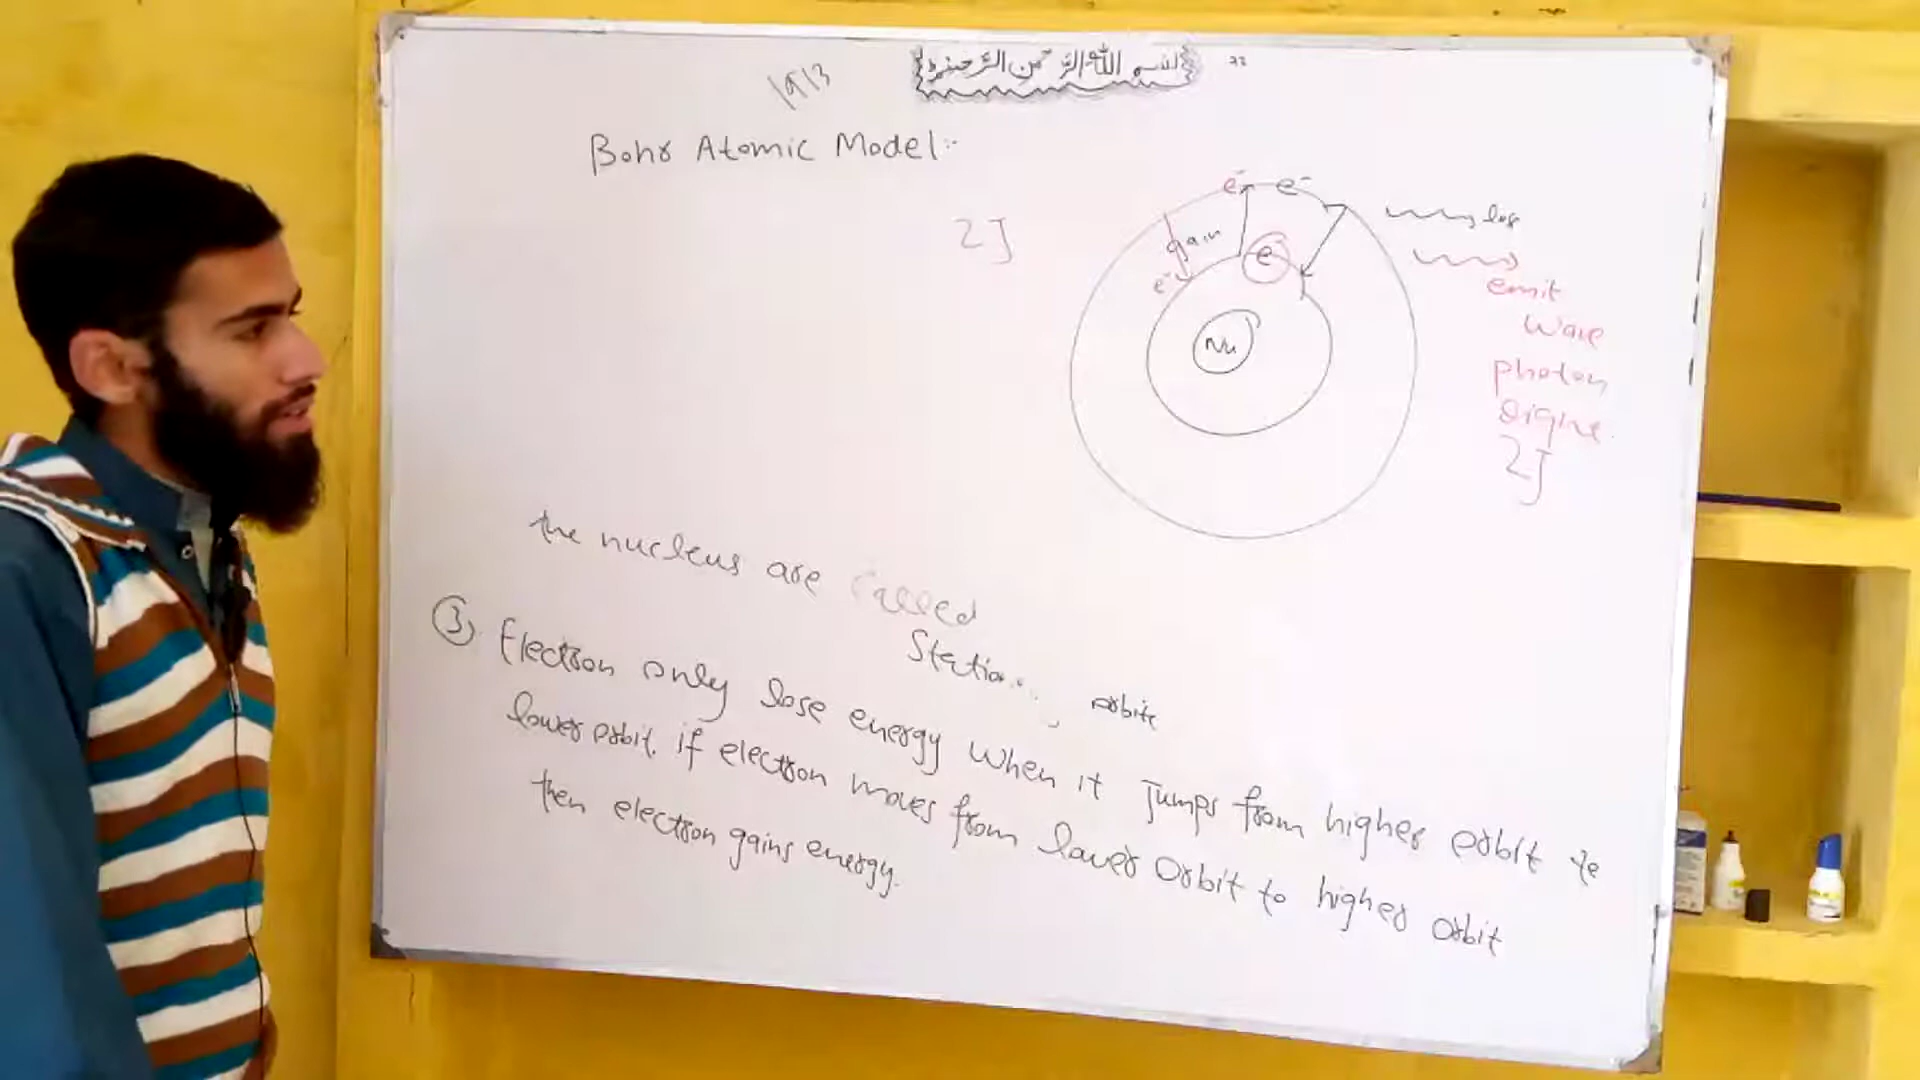 بسم الله الرحمن الرحيم
1913
Bohr Atomic Model:-
e- e-
2J
gain
e
e-
Nu
los
emit
wave
photon
2J
the nucleus are called
orbits
③ Electron only lose energy when it Jumps from higher orbit to
lower orbit. if electron moves from lower orbit to higher orbit
then electron gains energy.